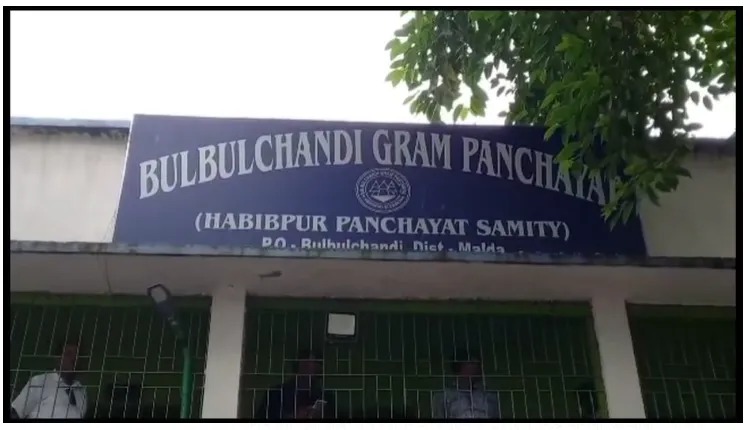 BULBULCHANDI GRAM PANCHAYAT
(HABIBPUR PANCHAYAT SAMITY)
P.O - Bulbulchandi, Dist - Malda